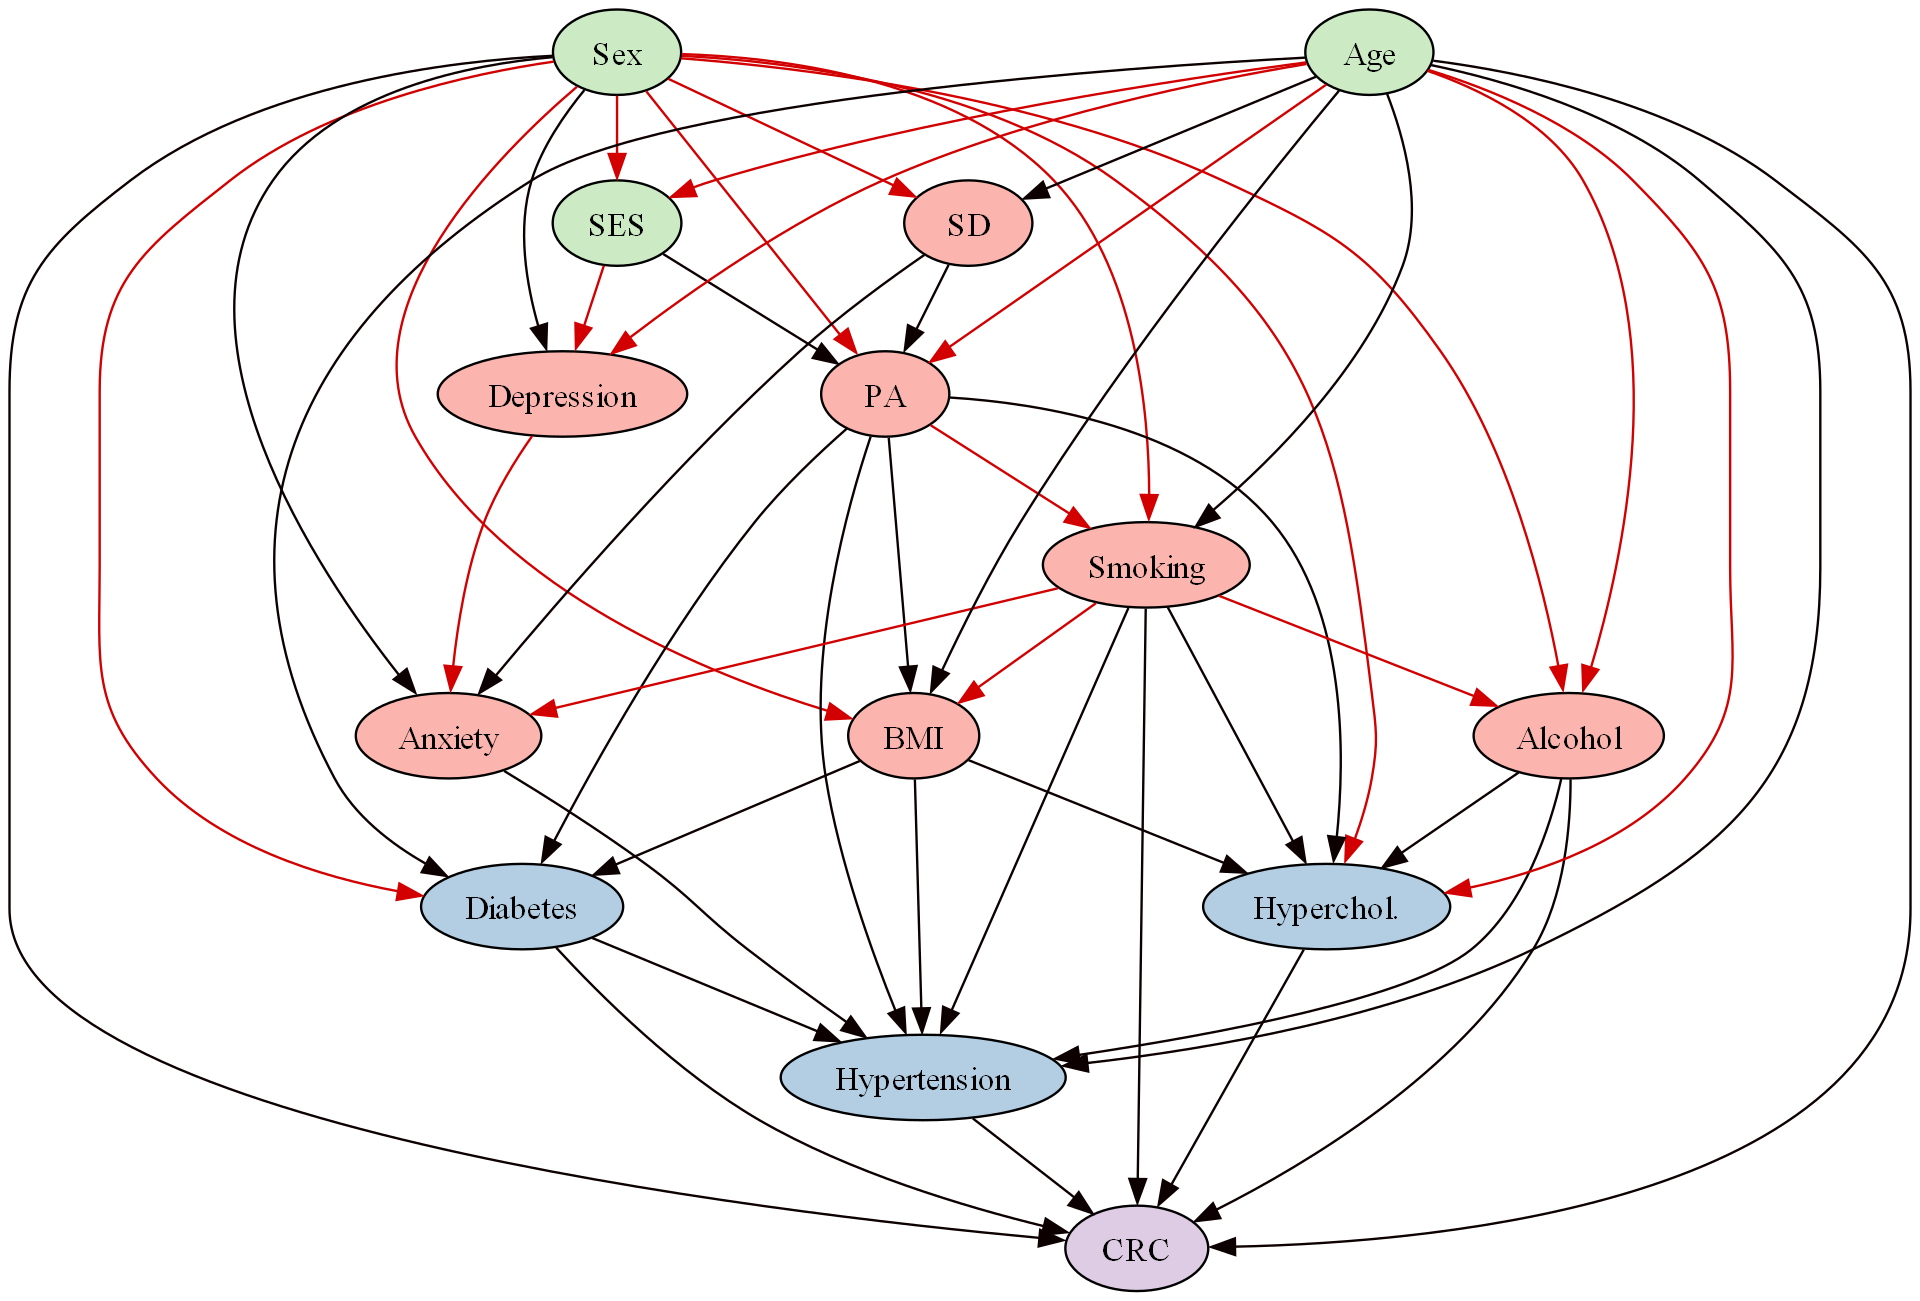 Sex
Age
SES
SD
Depression
PA
Smoking
Anxiety
BMI
Alcohol
Diabetes
Hyperchol.
Hypertension
CRC